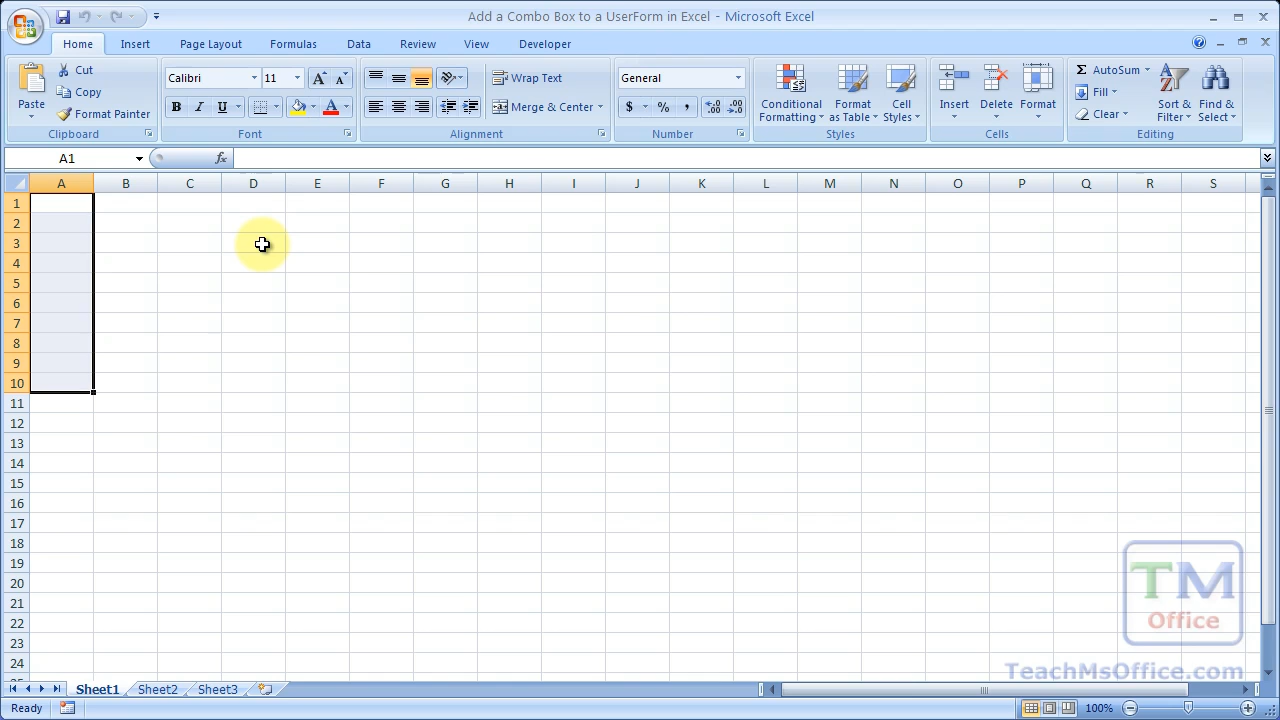 Add a Combo Box to a UserForm in Excel - Microsoft Excel
Home Insert Page Layout Formulas Data Review View Developer
Paste
Cut
Copy
Format Painter
Clipboard
Calibri 11 A A
B I U A
Font
Wrap Text
Merge & Center
Alignment
General
$ % , .00 .00
Number
Conditional Formatting
Format as Table
Cell Styles
Styles
Insert Delete Format
Cells
Σ AutoSum
Fill
Clear
Sort & Filter
Find & Select
Editing
A1 fx
A B C D E F G H I J K L M N O P Q R S
1
2
3
4
5
6
7
8
9
10
11
12
13
14
15
16
17
18
19
20
21
22
23
24
TM
Office
TeachMsOffice.com
Sheet1 Sheet2 Sheet3
Ready 100%